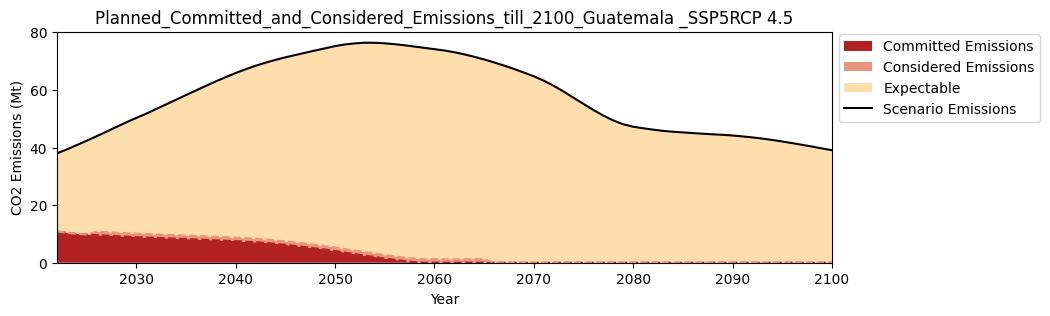 Planned_Committed_and_Considered_Emissions_till_2100_Guatemala _SSP5RCP 4.5
80
60
40
20
0
CO2 Emissions (Mt)
2030 2040 2050 2060 2070 2080 2090 2100
Year
Committed Emissions
Considered Emissions
Expectable
Scenario Emissions